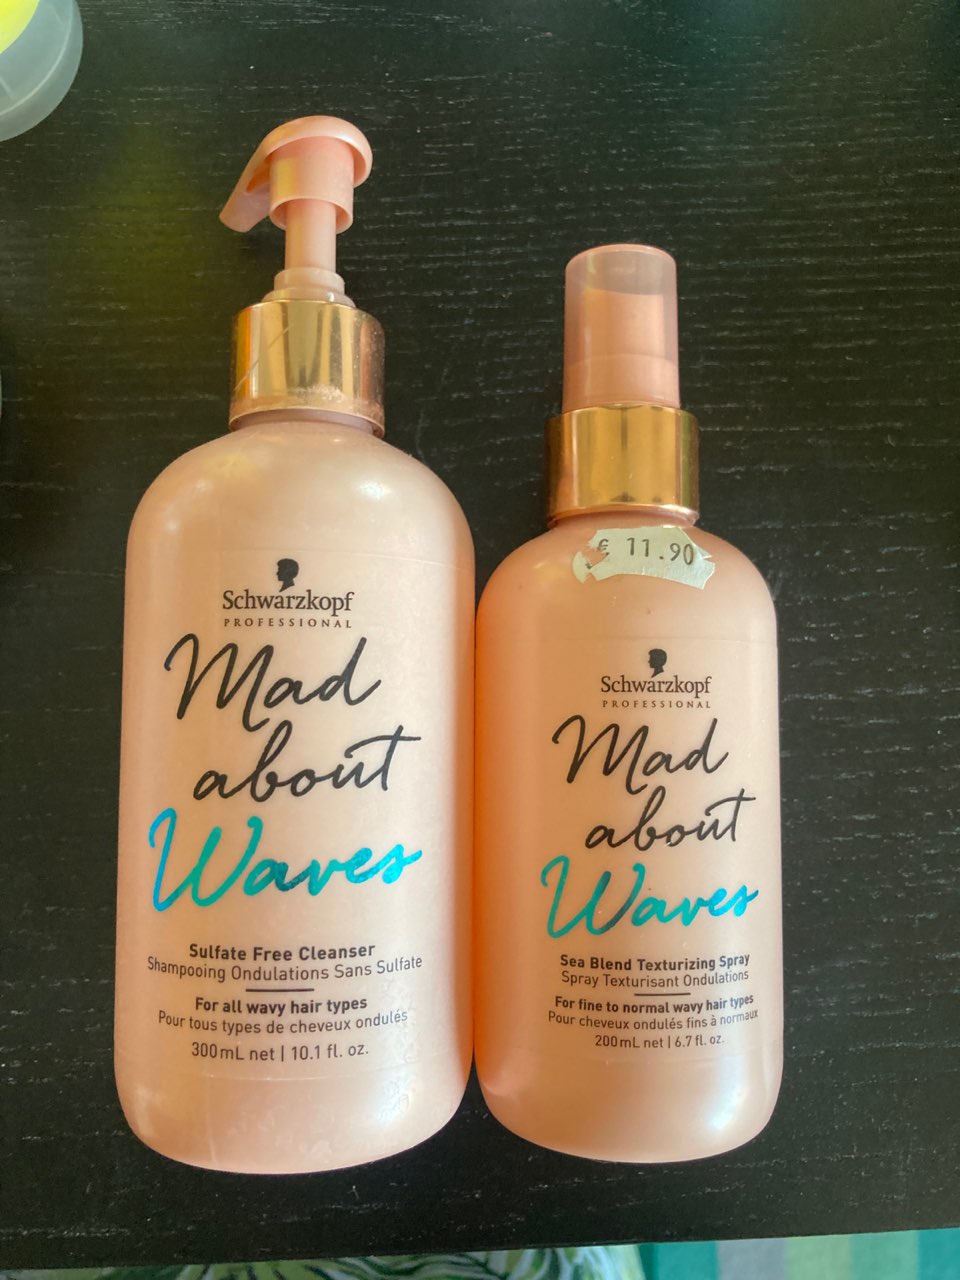 Schwarzkopf
PROFESSIONAL
Mad
about
Waves
Sulfate Free Cleanser
Shampooing Ondulations Sans Sulfate
For all wavy hair types
Pour tous types de cheveux ondulés
300mL net | 10.1 fl. oz.
€ 11.90
Schwarzkopf
PROFESSIONAL
Mad
about
Waves
Sea Blend Texturizing Spray
Spray Texturisant Ondulations
For fine to normal wavy hair types
Pour cheveux ondulés fins à normaux
200mL net | 6.7 fl. oz.